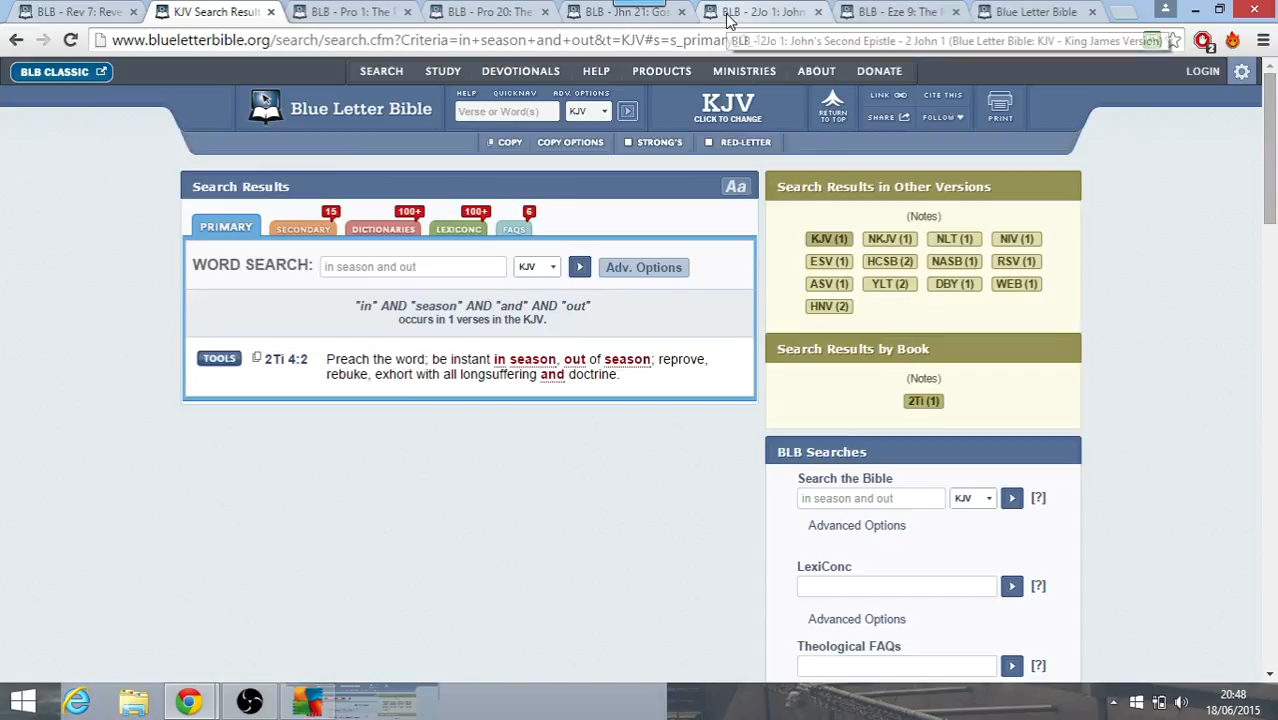 BLB - Rev 7: Reve
KJV Search Resul
BLB - Pro 1: The
BLB - Pro 20: The
BLB - Jhn 21: Go
BLB - 2Jo 1: John
BLB - Eze 9: The
Blue Letter Bible
www.blueletterbible.org/search/search.cfm?Criteria=in+season+and+out&t=KJV#s=s_primar
BLB - 2Jo 1: John's Second Epistle - 2 John 1 (Blue Letter Bible: KJV - King James Version)
2
BLB CLASSIC
SEARCH STUDY DEVOTIONALS HELP PRODUCTS MINISTRIES ABOUT DONATE
LOGIN
Blue Letter Bible
HELP QUICKNAV ADV. OPTIONS
Verse or Word(s) KJV
KJV
CLICK TO CHANGE
RETURN
TO TOP
LINK CITE THIS
SHARE FOLLOW
PRINT
COPY COPY OPTIONS STRONG'S RED-LETTER
Search Results
Aa
15 100+ 100+ 6
PRIMARY SECONDARY DICTIONARIES LEXICONC FAQS
WORD SEARCH: in season and out KJV Adv. Options
"in" AND "season" AND "and" AND "out"
occurs in 1 verses in the KJV.
TOOLS 2Ti 4:2 Preach the word; be instant in season, out of season; reprove,
rebuke, exhort with all longsuffering and doctrine.
Search Results in Other Versions
(Notes)
KJV (1) NKJV (1) NLT (1) NIV (1)
ESV (1) HCSB (2) NASB (1) RSV (1)
ASV (1) YLT (2) DBY (1) WEB (1)
HNV (2)
Search Results by Book
(Notes)
2Ti (1)
BLB Searches
Search the Bible
in season and out KJV [?]
Advanced Options
LexiConc
[?]
Advanced Options
Theological FAQs
[?]
20:48
18/06/2015